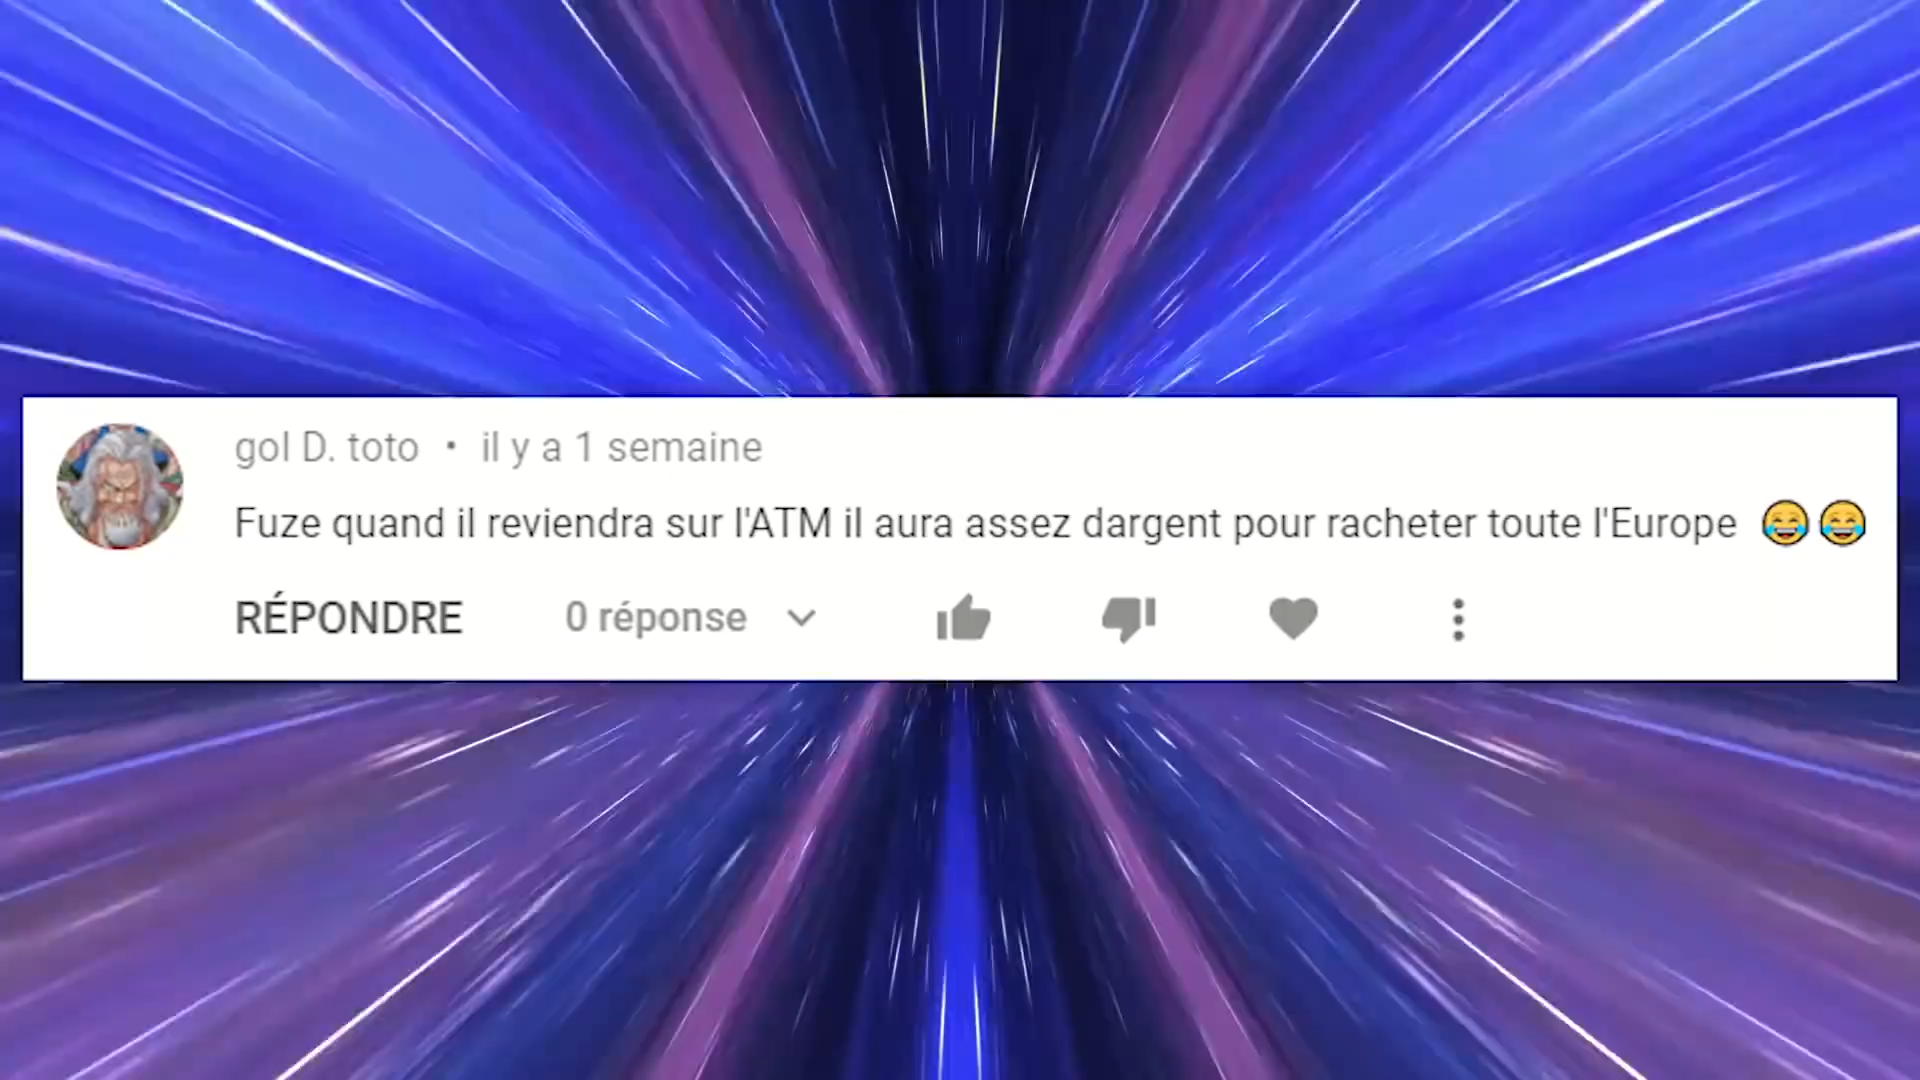 gol D. toto • il y a 1 semaine
Fuze quand il reviendra sur l'ATM il aura assez dargent pour racheter toute l'Europe 😂😂
RÉPONDRE 0 réponse